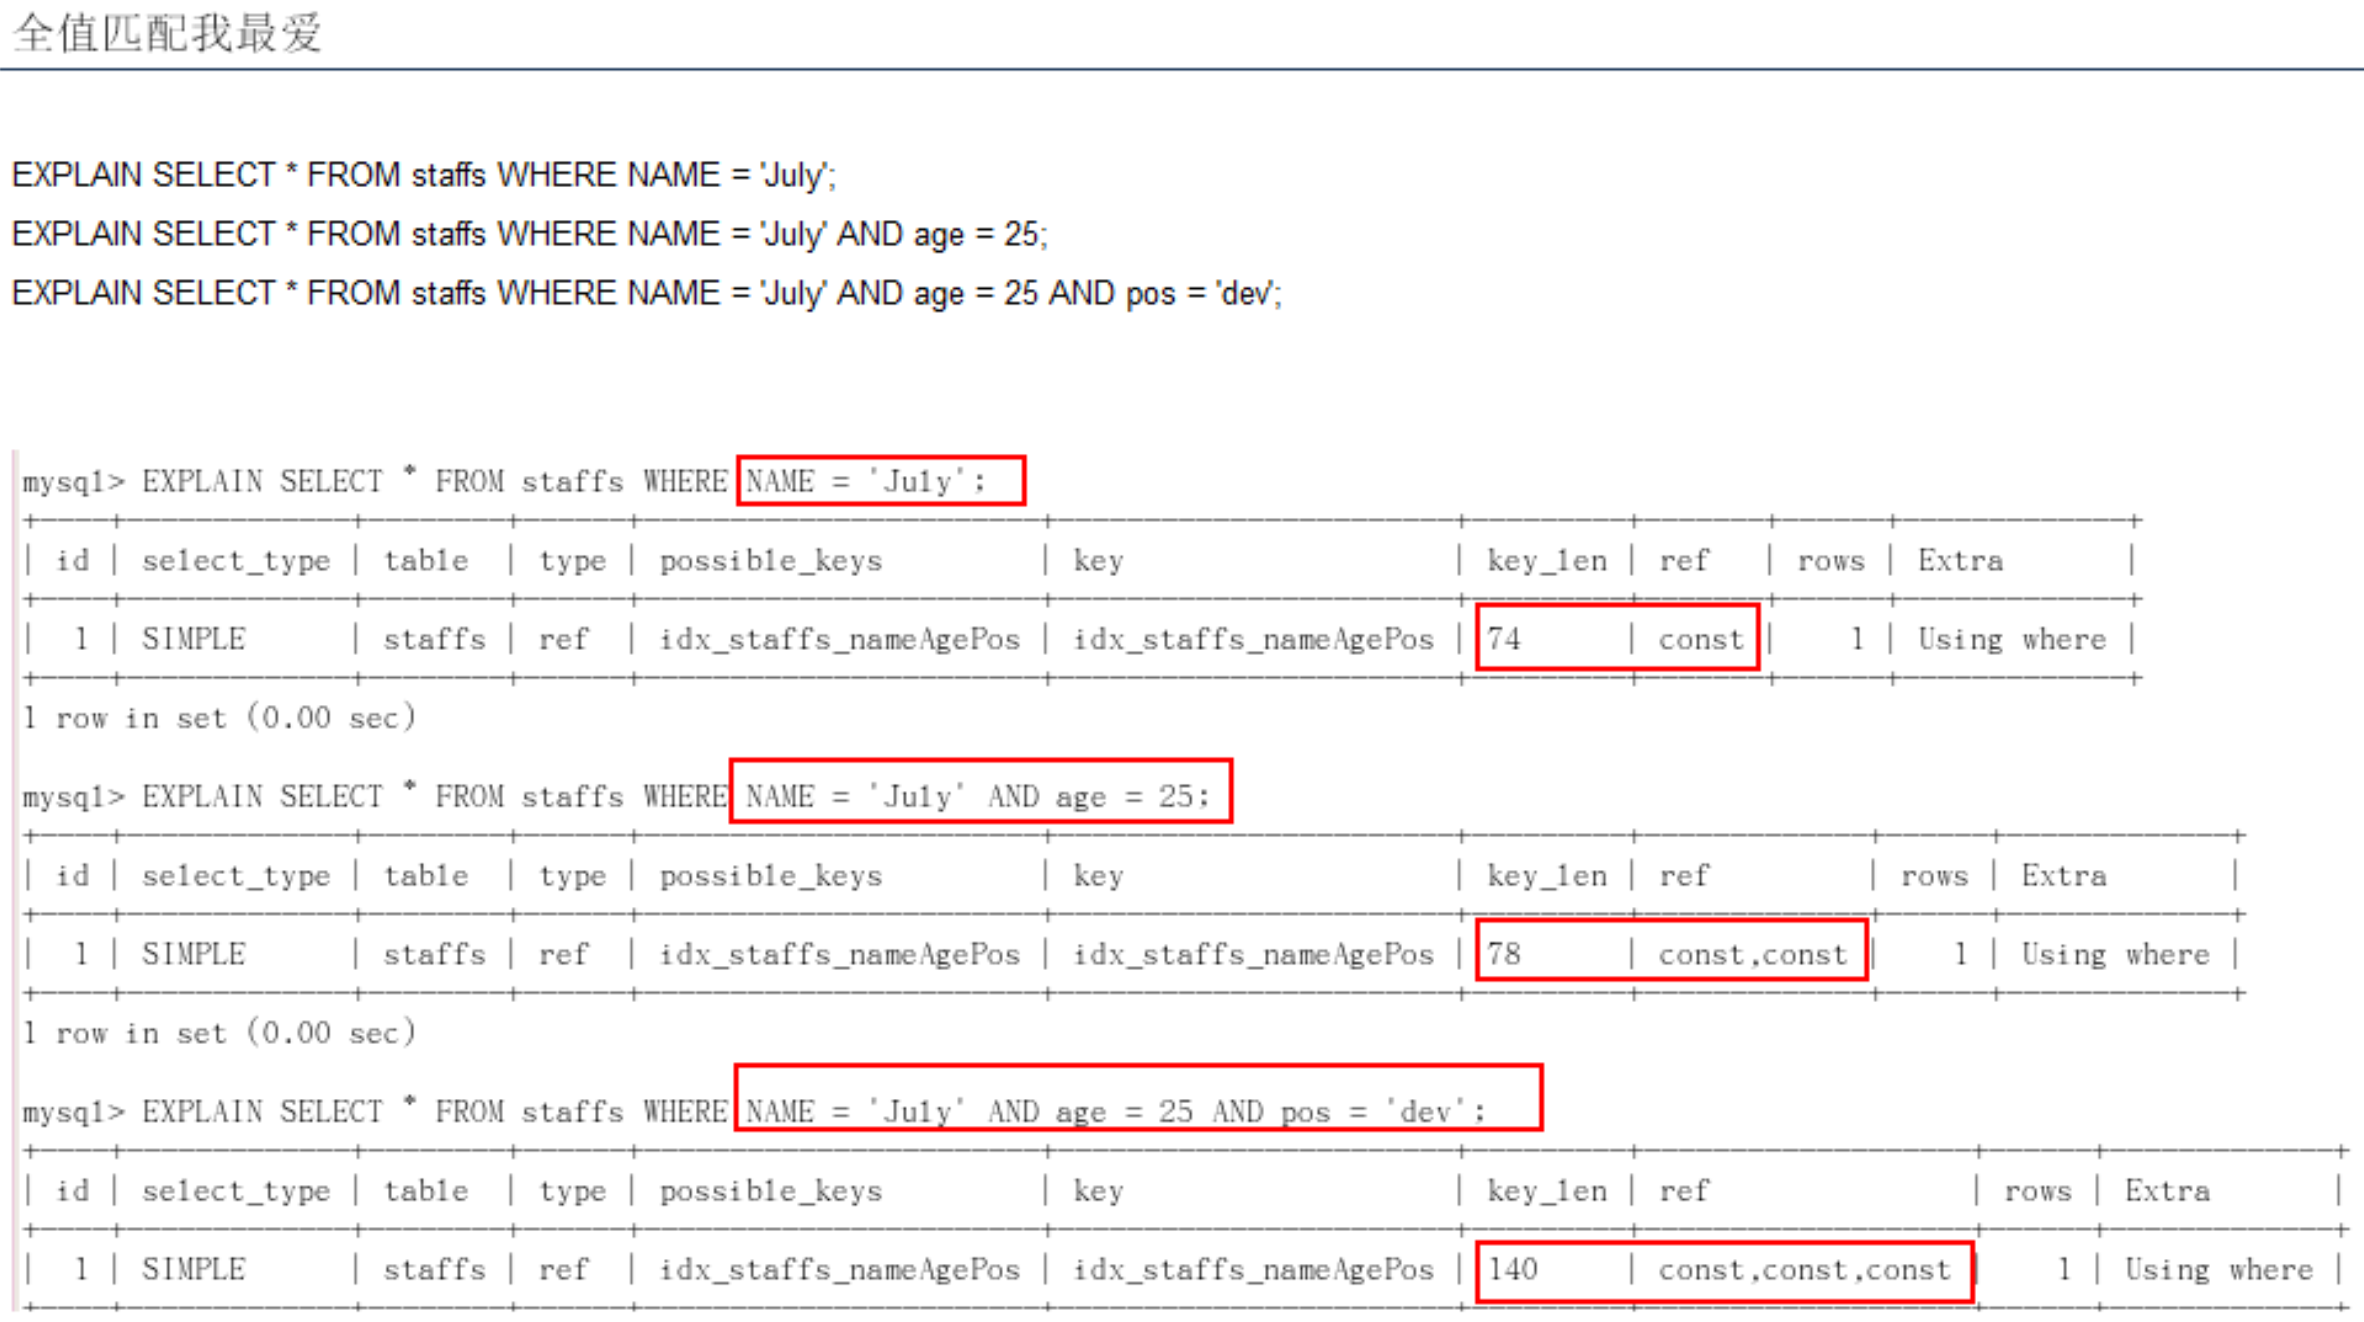 全值匹配我最爱
EXPLAIN SELECT * FROM staffs WHERE NAME = 'July';
EXPLAIN SELECT * FROM staffs WHERE NAME = 'July' AND age = 25;
EXPLAIN SELECT * FROM staffs WHERE NAME = 'July' AND age = 25 AND pos = 'dev';
mysql> EXPLAIN SELECT * FROM staffs WHERE NAME = 'July';
| id | select_type | table | type | possible_keys | key | key_len | ref | rows | Extra |
| 1 | SIMPLE | staffs | ref | idx_staffs_nameAgePos | idx_staffs_nameAgePos | 74 | const | 1 | Using where |
1 row in set (0.00 sec)
mysql> EXPLAIN SELECT * FROM staffs WHERE NAME = 'July' AND age = 25;
| id | select_type | table | type | possible_keys | key | key_len | ref | rows | Extra |
| 1 | SIMPLE | staffs | ref | idx_staffs_nameAgePos | idx_staffs_nameAgePos | 78 | const,const | 1 | Using where |
1 row in set (0.00 sec)
mysql> EXPLAIN SELECT * FROM staffs WHERE NAME = 'July' AND age = 25 AND pos = 'dev';
| id | select_type | table | type | possible_keys | key | key_len | ref | rows | Extra |
| 1 | SIMPLE | staffs | ref | idx_staffs_nameAgePos | idx_staffs_nameAgePos | 140 | const,const,const | 1 | Using where |